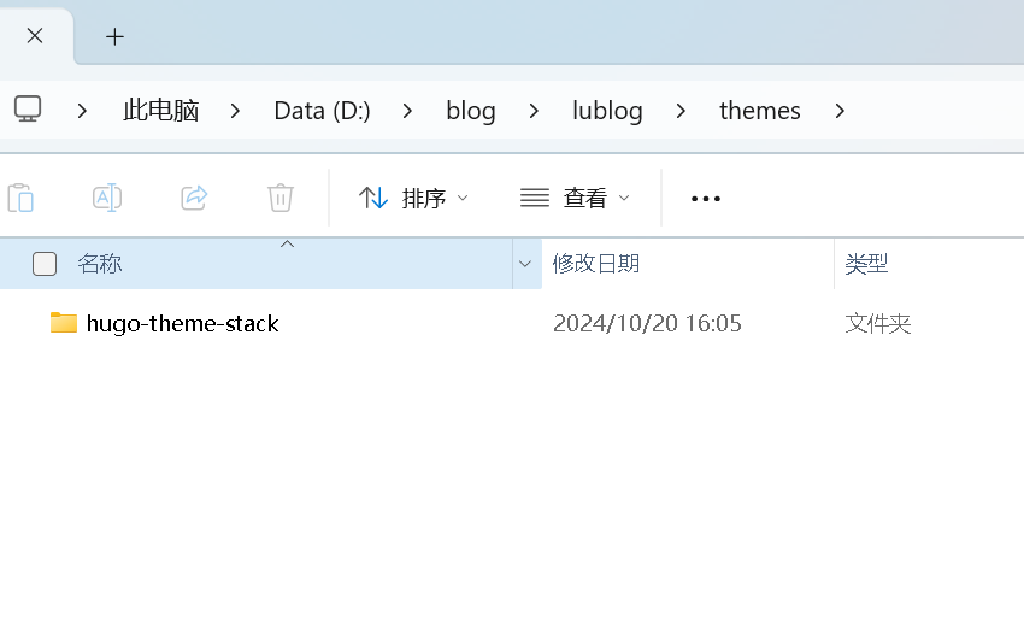 此电脑 Data (D:) blog lublog themes
排序 查看
名称 修改日期 类型
hugo-theme-stack 2024/10/20 16:05 文件夹